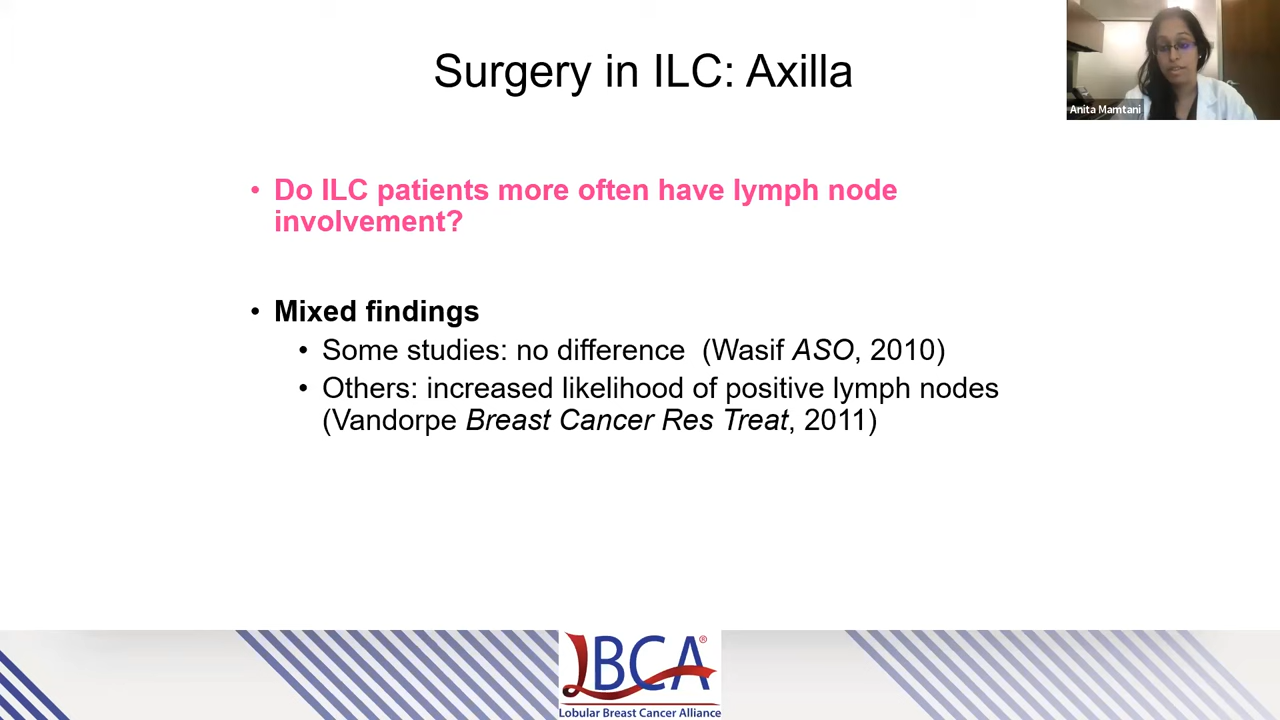 Surgery in ILC: Axilla
Anita Mamtani
• Do ILC patients more often have lymph node
involvement?
• Mixed findings
• Some studies: no difference (Wasif ASO, 2010)
• Others: increased likelihood of positive lymph nodes
(Vandorpe Breast Cancer Res Treat, 2011)
LBCA®
Lobular Breast Cancer Alliance